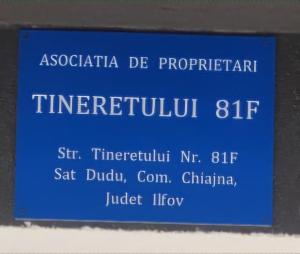 ASOCIATIA DE PROPRIETARI
TINERETULUI 81F
Str. Tineretului Nr. 81F
Sat Dudu, Com. Chiajna,
Judet Ilfov